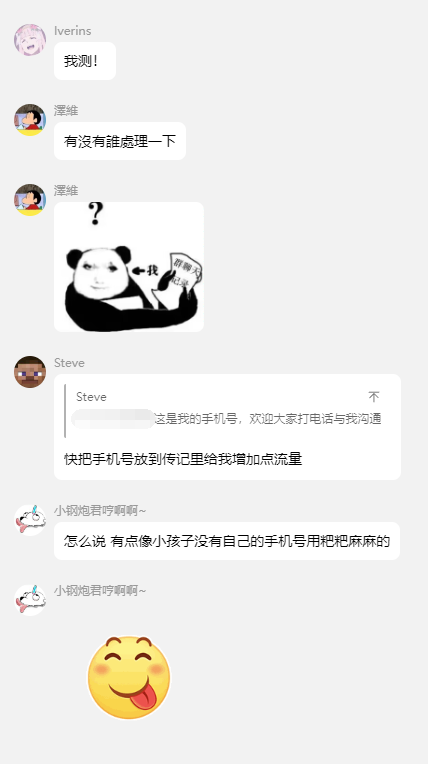 Iverins
我测！
澤維
有沒有誰處理一下
澤維
?
←我
群聊天
记录
Steve
Steve
这是我的手机号，欢迎大家打电话与我沟通
快把手机号放到传记里给我增加点流量
小钢炮君哼啊啊~
怎么说 有点像小孩子没有自己的手机号用粑粑麻麻的
小钢炮君哼啊啊~